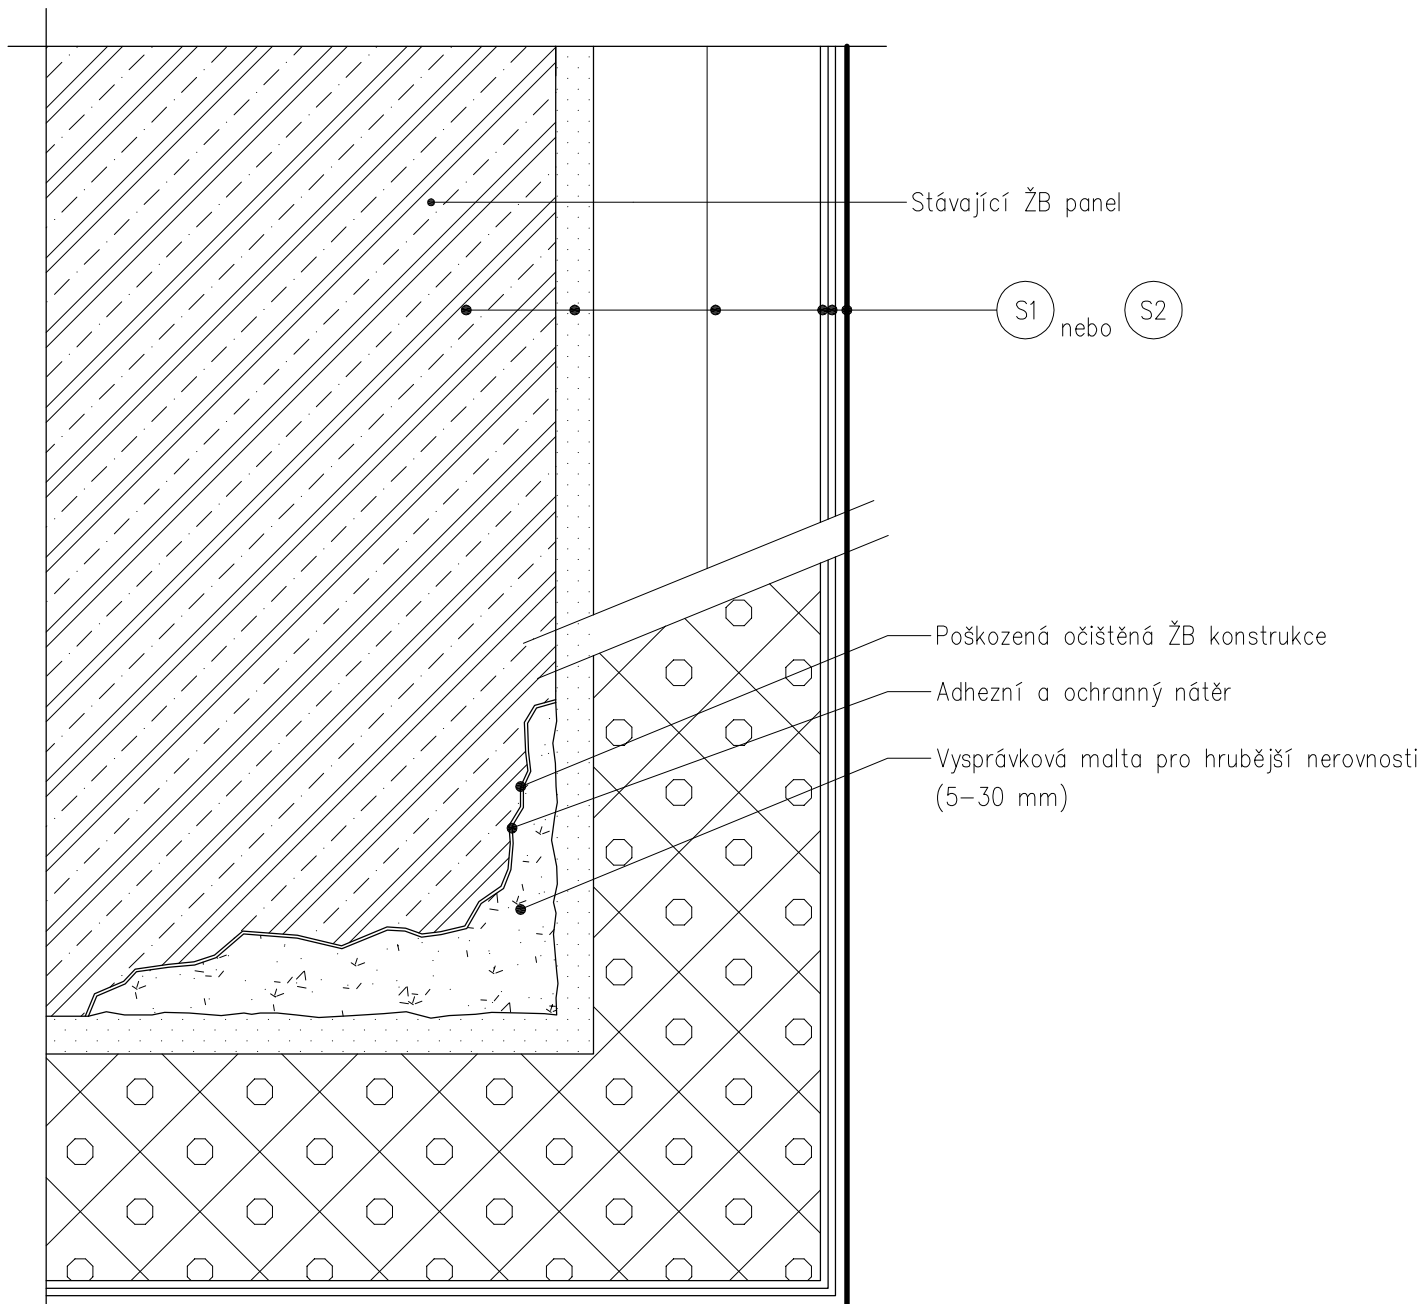 Stávající ŽB panel
S1 nebo S2
Poškozená očištěná ŽB konstrukce
Adhezní a ochranný nátěr
Vysprávková malta pro hrubější nerovnosti
(5–30 mm)